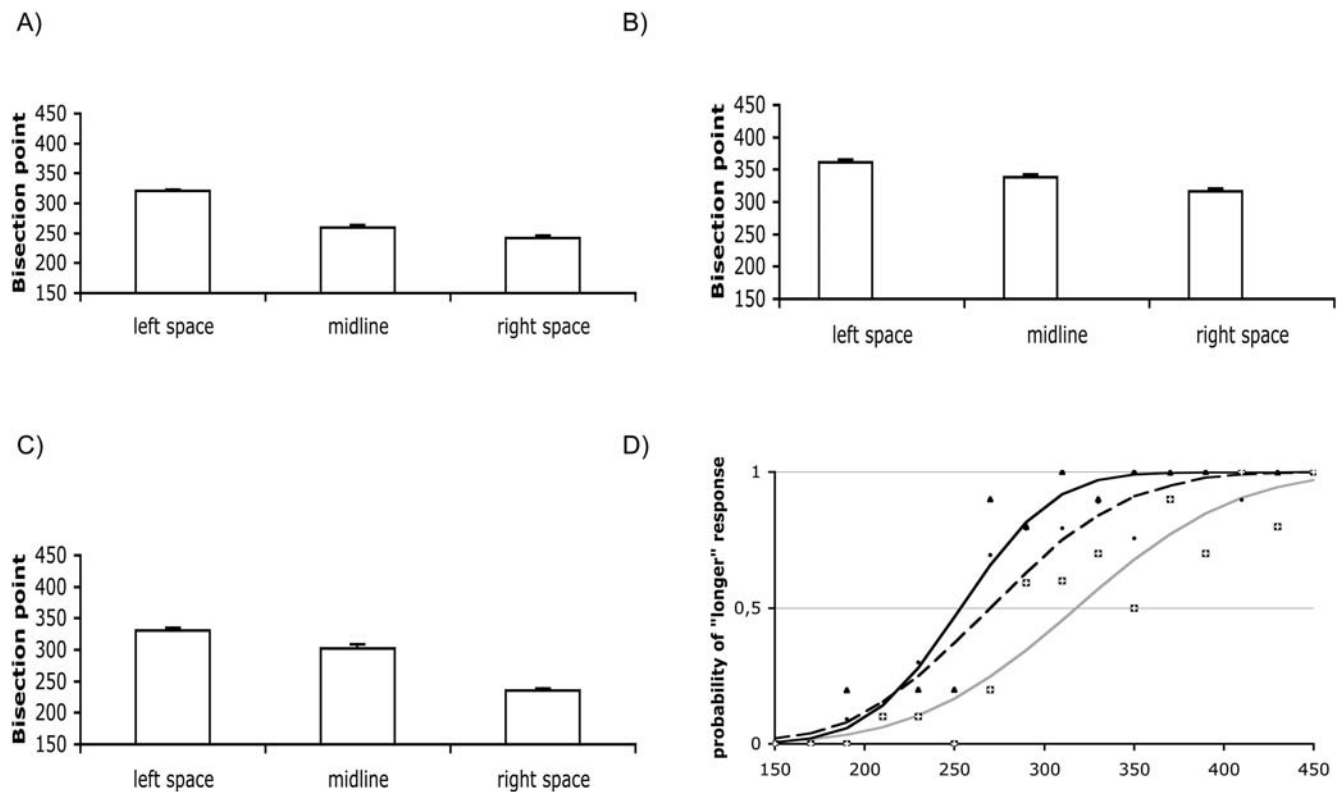 A)
Bisection point
450
400
350
300
250
200
150
left space midline right space
B)
Bisection point
450
400
350
300
250
200
150
left space midline right space
C)
Bisection point
450
400
350
300
250
200
150
left space midline right space
D)
probability of "longer" response
1
0,5
0
150 200 250 300 350 400 450